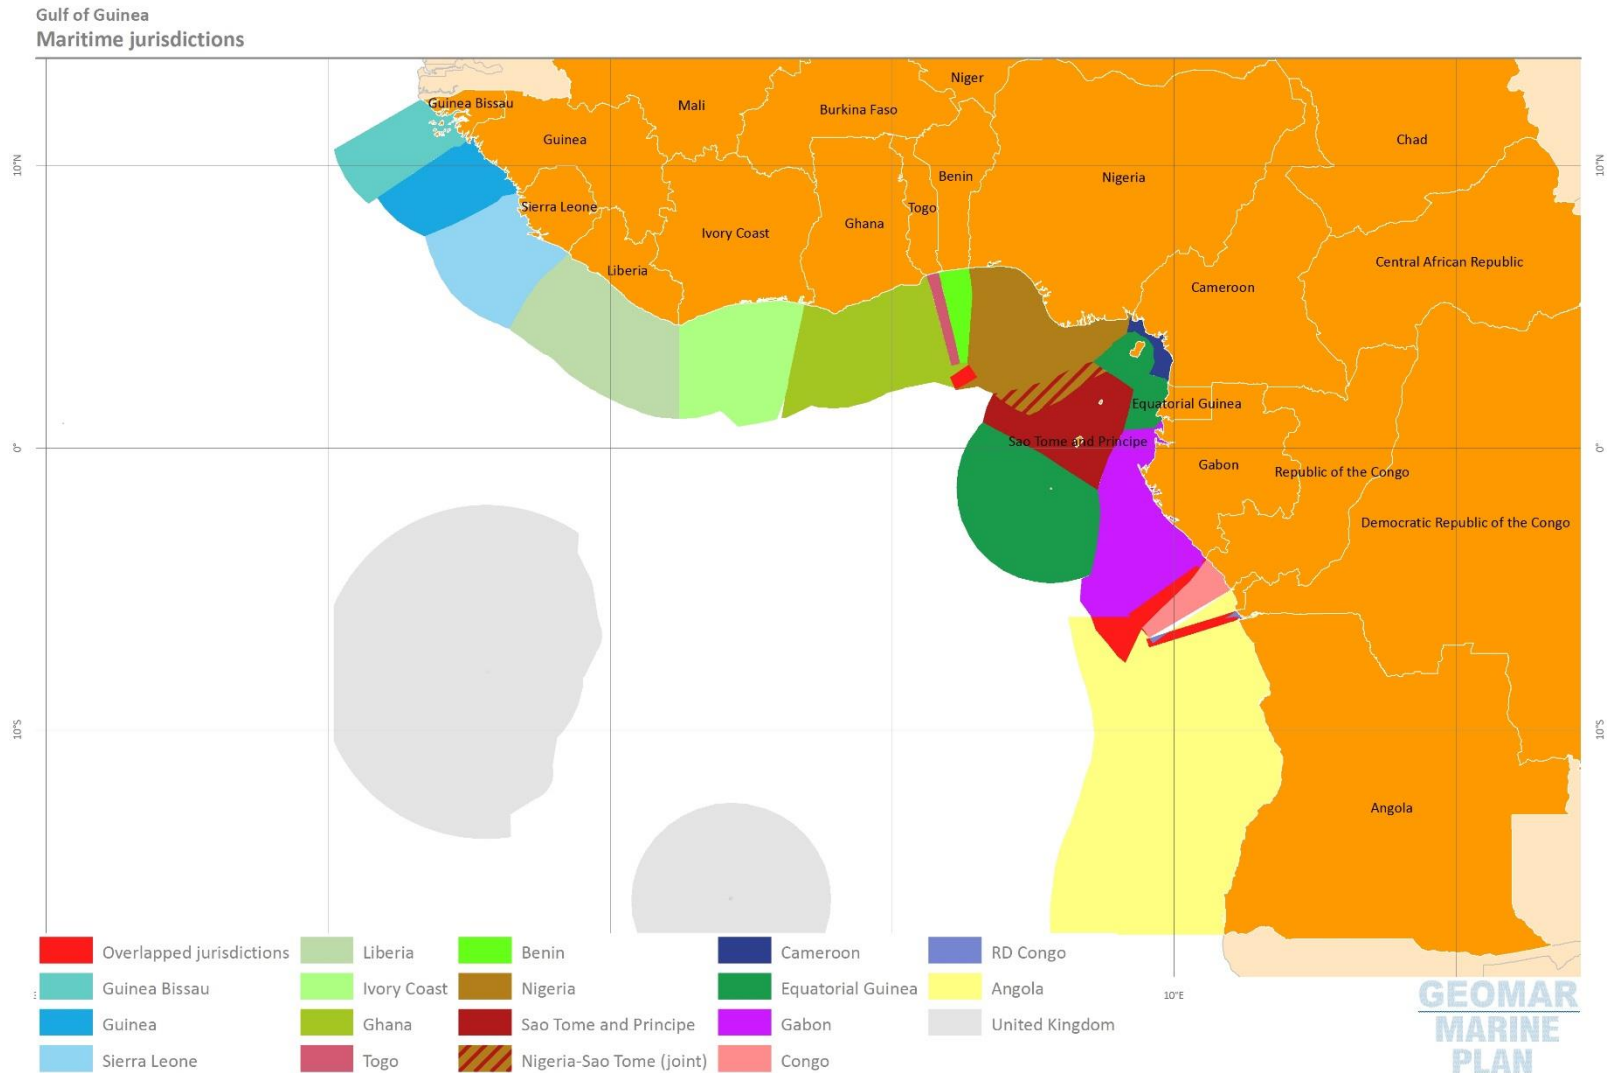 Gulf of Guinea
Maritime jurisdictions
Niger
Guinea Bissau
Mali
Burkina Faso
Guinea
Chad
10°N
10°N
Benin
Nigeria
Togo
Sierra Leone
Ghana
Ivory Coast
Liberia
Central African Republic
Cameroon
Equatorial Guinea
Sao Tome and Principe
0°
0°
Gabon
Republic of the Congo
Democratic Republic of the Congo
10°S
10°S
Angola
Overlapped jurisdictions
Liberia
Benin
Cameroon
RD Congo
Guinea Bissau
Ivory Coast
Nigeria
Equatorial Guinea
Angola
10°E
Guinea
Ghana
Sao Tome and Principe
Gabon
United Kingdom
Sierra Leone
Togo
Nigeria-Sao Tome (joint)
Congo
GEOMAR
MARINE
PLAN